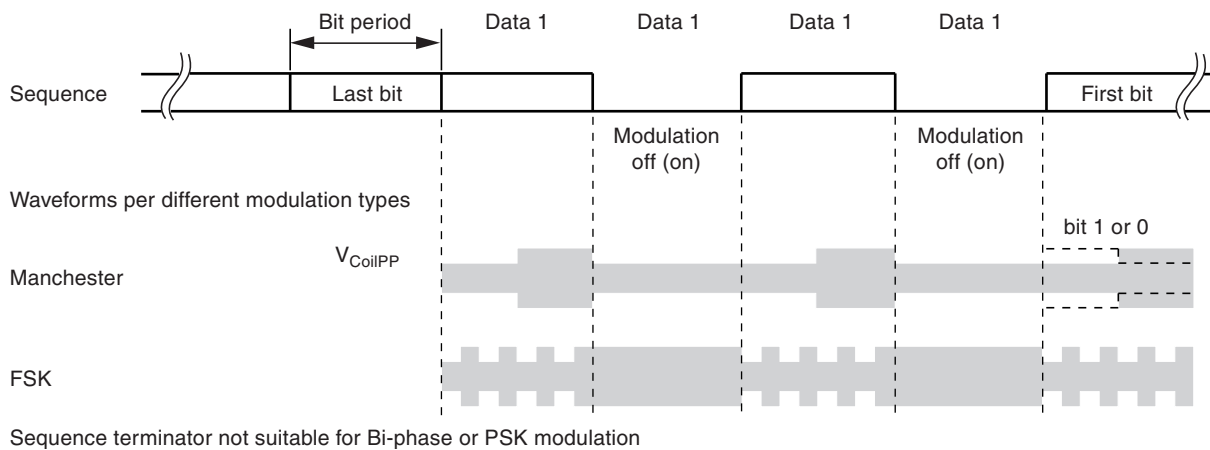 Bit period Data 1 Data 1 Data 1 Data 1
Sequence Last bit First bit
Modulation off (on) Modulation off (on)
Waveforms per different modulation types
bit 1 or 0
VCoilPP
Manchester
FSK
Sequence terminator not suitable for Bi-phase or PSK modulation